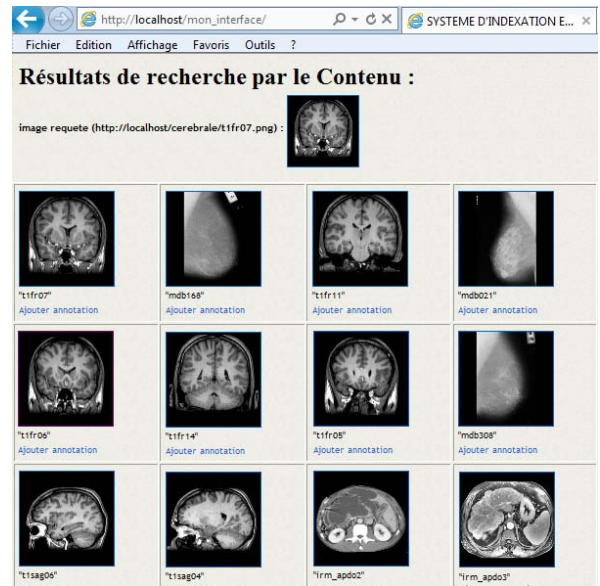 http://localhost/mon_interface/
SYSTEME D'INDEXATION E...
Fichier Edition Affichage Favoris Outils ?
Résultats de recherche par le Contenu :
image requete (http://localhost/cerebrale/t1fr07.png) :
"t1fr07" "mdb168" "t1fr11" "mdb021"
Ajouter annotation Ajouter annotation Ajouter annotation Ajouter annotation
"t1fr06" "t1fr14" "t1fr05" "mdb308"
Ajouter annotation Ajouter annotation Ajouter annotation Ajouter annotation
"t1sag06" "t1sag04" "irm_apdo2" "irm_apdo3"